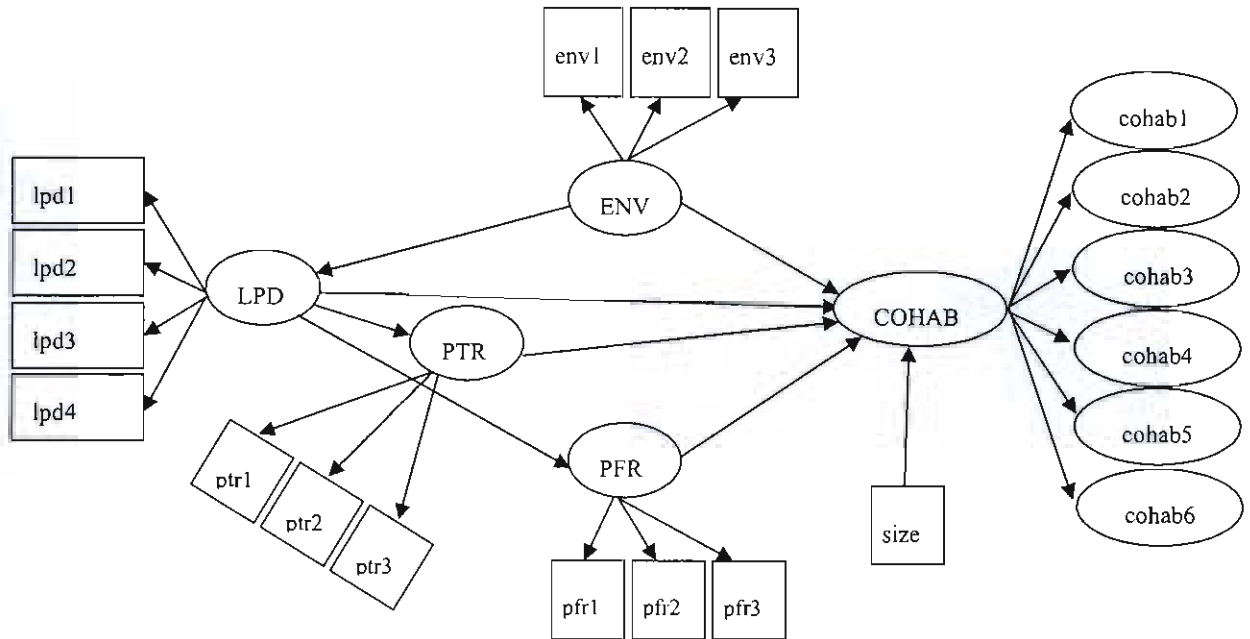 env1
env2
env3
cohab1
cohab2
cohab3
cohab4
cohab5
cohab6
lpd1
lpd2
lpd3
lpd4
ENV
LPD
PTR
COHAB
PFR
ptr1
ptr2
ptr3
pfr1
pfr2
pfr3
size